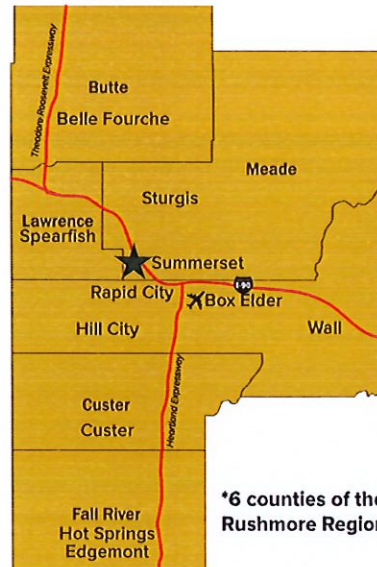 Theodore Roosevelt Expressway
Butte
Belle Fourche
Meade
Sturgis
Lawrence
Spearfish
Summerset
I-90
Rapid City
Box Elder
Hill City
Wall
Heartland Expressway
Custer
Custer
Fall River
Hot Springs
Edgemont
*6 counties of the
Rushmore Region